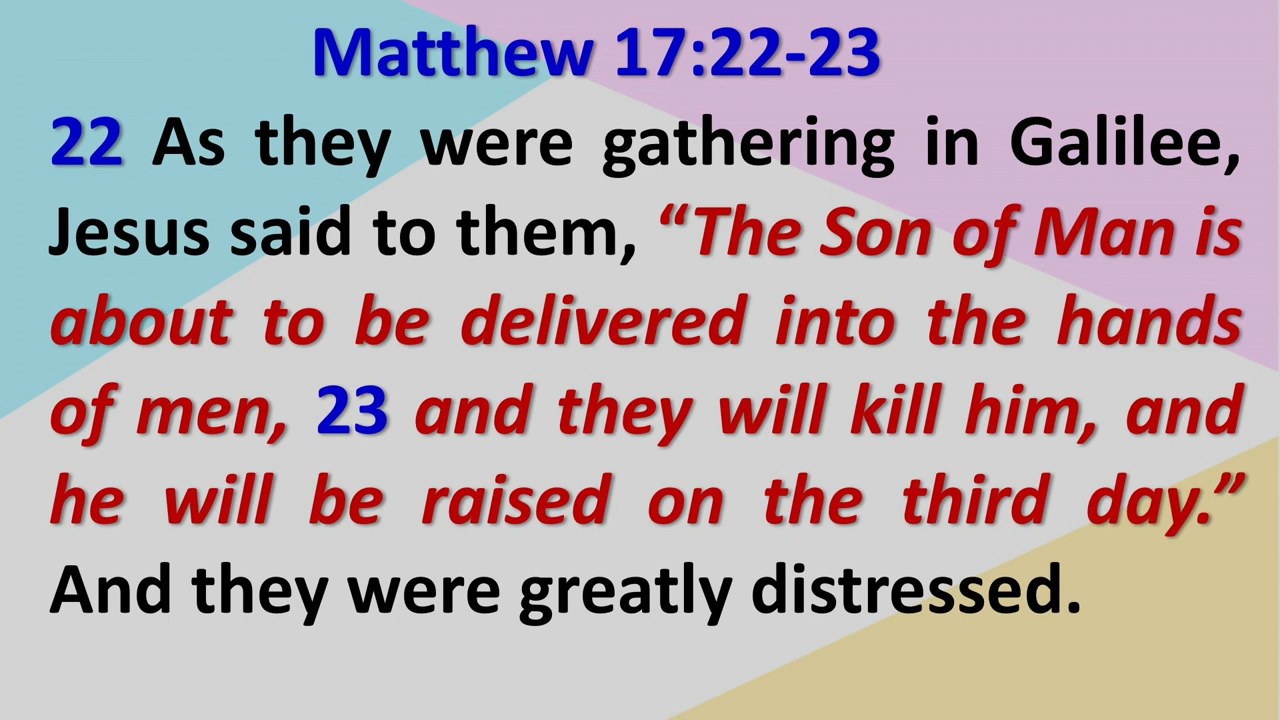 Matthew 17:22-23
22 As they were gathering in Galilee,
Jesus said to them, “The Son of Man is
about to be delivered into the hands
of men, 23 and they will kill him, and
he will be raised on the third day.”
And they were greatly distressed.